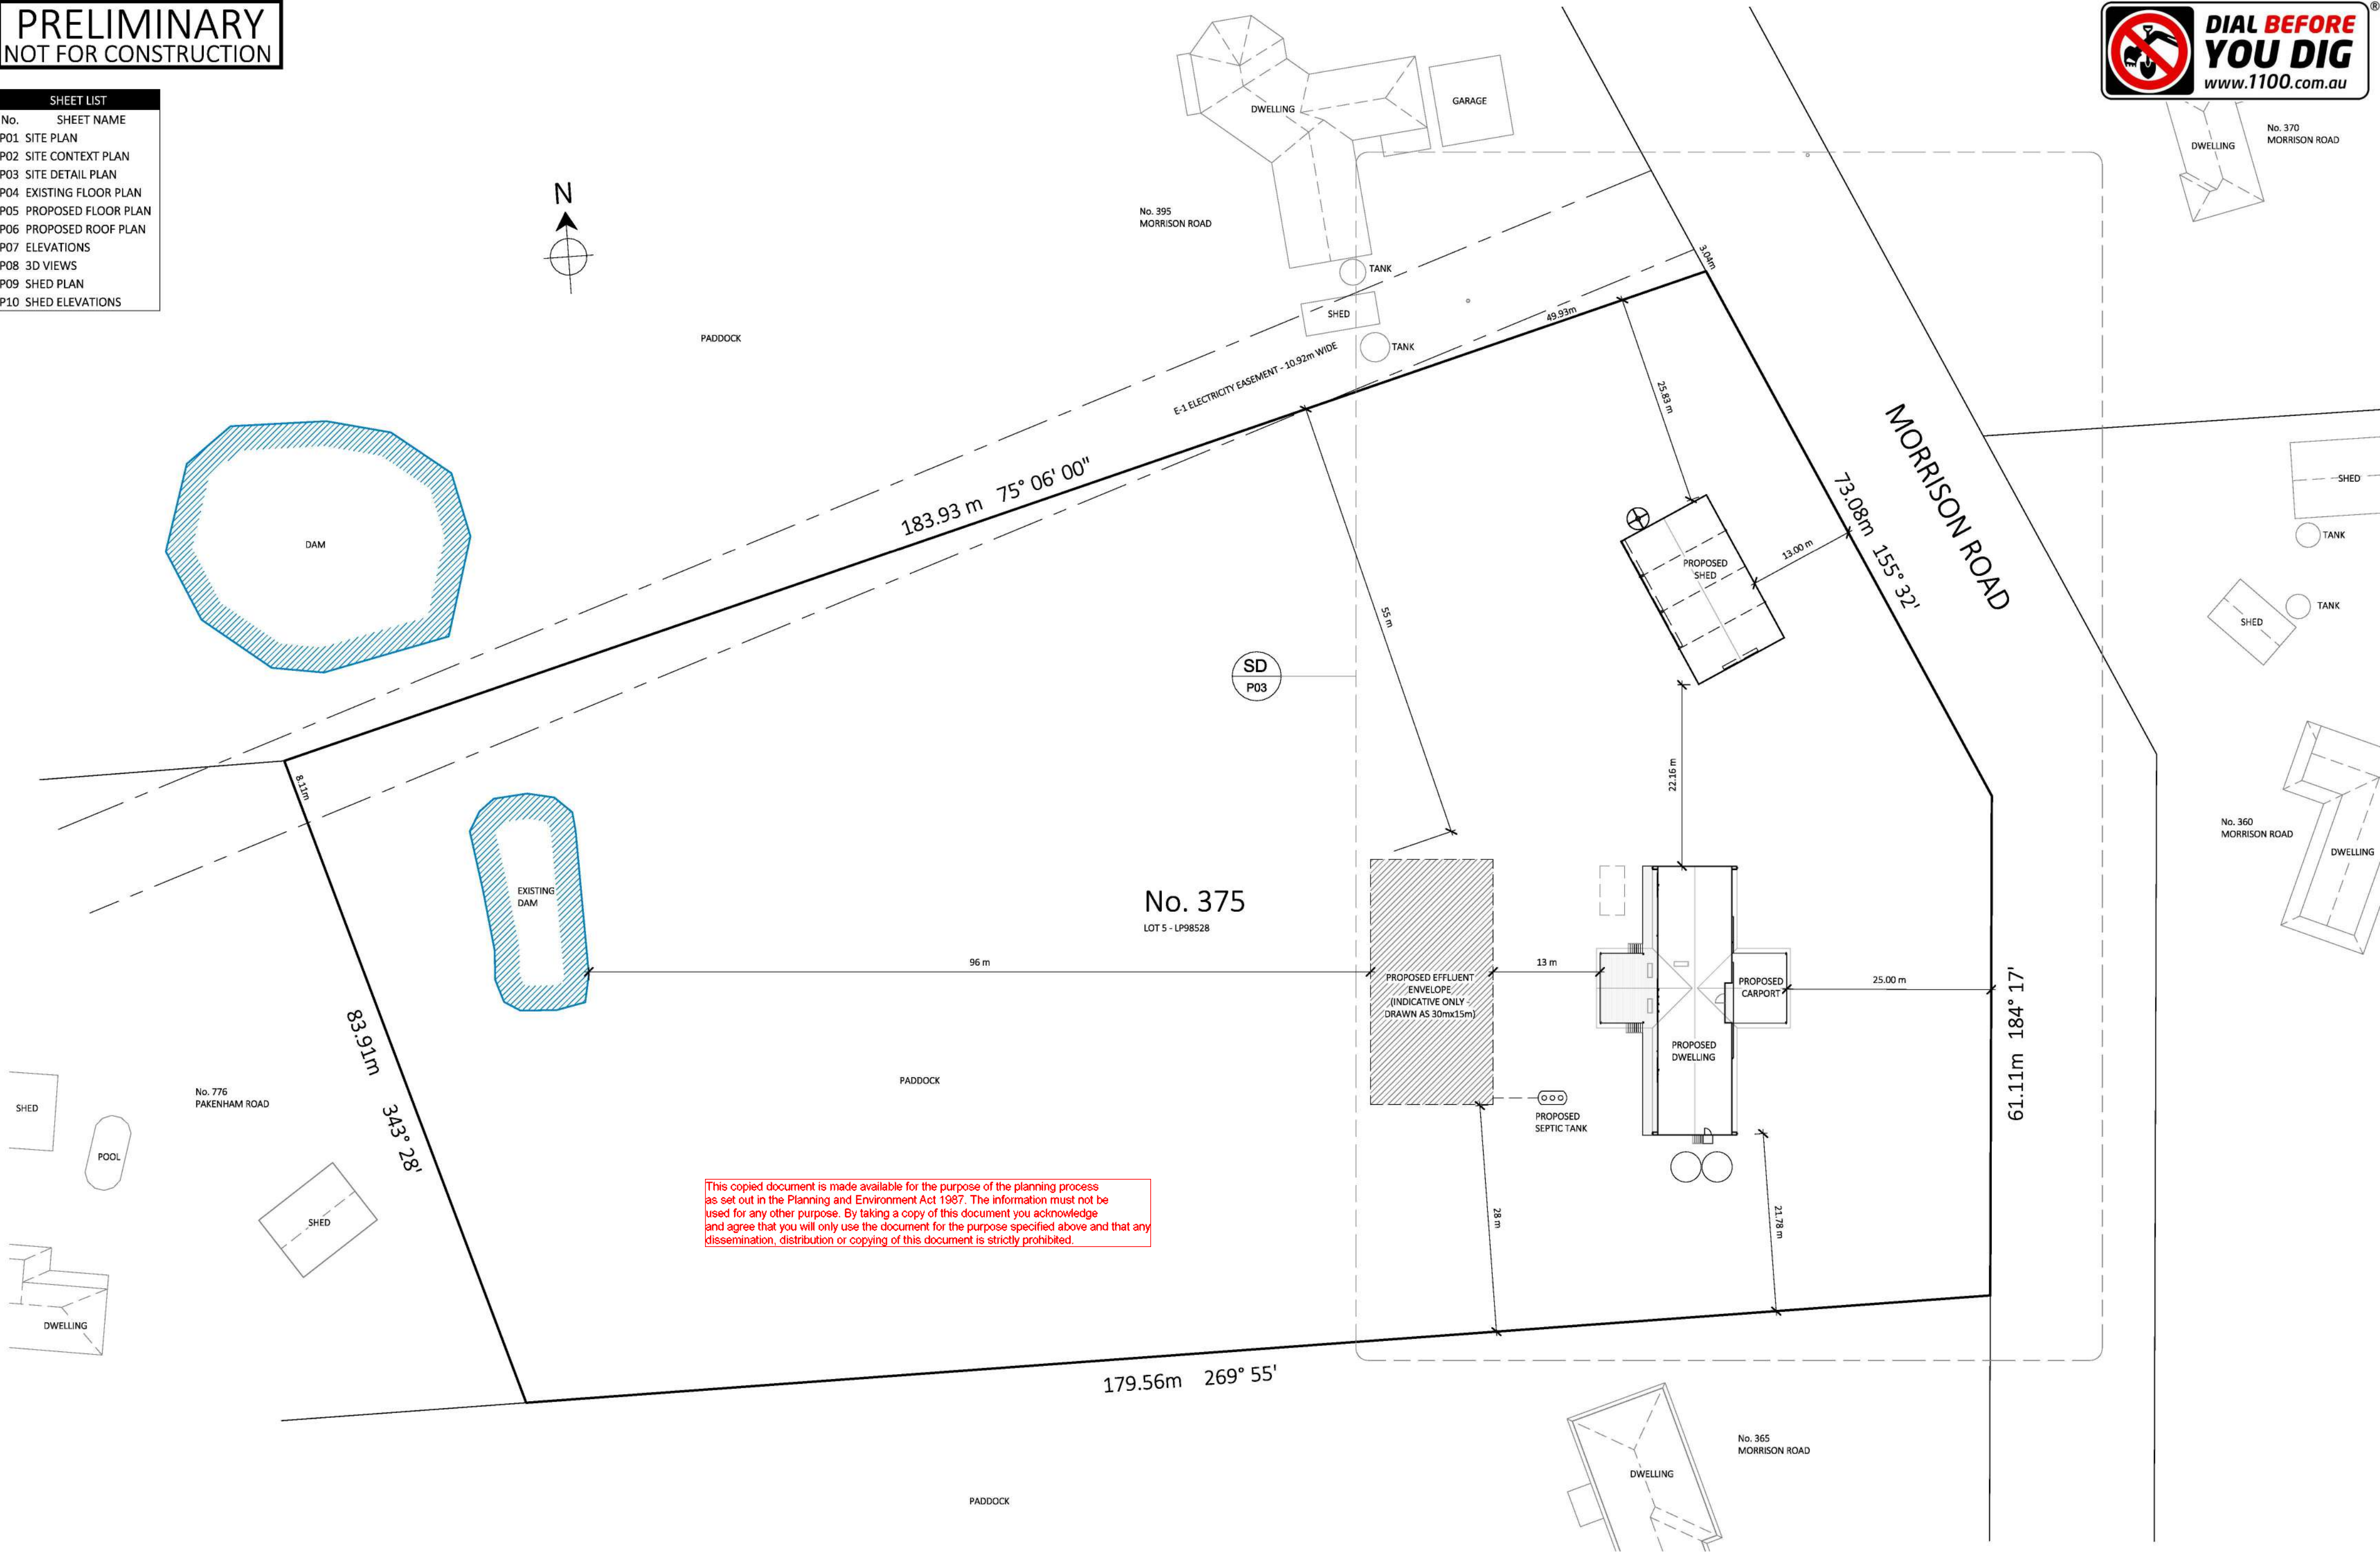 PRELIMINARY
NOT FOR CONSTRUCTION
SHEET LIST
No. SHEET NAME
P01 SITE PLAN
P02 SITE CONTEXT PLAN
P03 SITE DETAIL PLAN
P04 EXISTING FLOOR PLAN
P05 PROPOSED FLOOR PLAN
P06 PROPOSED ROOF PLAN
P07 ELEVATIONS
P08 3D VIEWS
P09 SHED PLAN
P10 SHED ELEVATIONS
N
DIAL BEFORE
YOU DIG
www.1100.com.au
®
DWELLING
GARAGE
No. 395
MORRISON ROAD
TANK
SHED
TANK
DWELLING
No. 370
MORRISON ROAD
PADDOCK
3.04m
49.93m
E-1 ELECTRICITY EASEMENT - 10.92m WIDE
183.93 m 75° 06' 00"
25.83 m
MORRISON ROAD
73.08m 155° 32'
SHED
TANK
TANK
SHED
DAM
PROPOSED
SHED
13.00 m
55 m
SD
P03
22.16 m
8.11m
EXISTING
DAM
No. 375
LOT 5 - LP98528
No. 360
MORRISON ROAD
DWELLING
96 m
PROPOSED EFFLUENT
ENVELOPE
(INDICATIVE ONLY -
DRAWN AS 30mx15m)
13 m
PROPOSED
CARPORT
25.00 m
PROPOSED
DWELLING
61.11m 184° 17'
83.91m 343° 28'
PADDOCK
No. 776
PAKENHAM ROAD
SHED
POOL
SHED
DWELLING
PROPOSED
SEPTIC TANK
28 m
21.78 m
This copied document is made available for the purpose of the planning process
as set out in the Planning and Environment Act 1987. The information must not be
used for any other purpose. By taking a copy of this document you acknowledge
and agree that you will only use the document for the purpose specified above and that any
dissemination, distribution or copying of this document is strictly prohibited.
179.56m 269° 55'
No. 365
MORRISON ROAD
DWELLING
PADDOCK